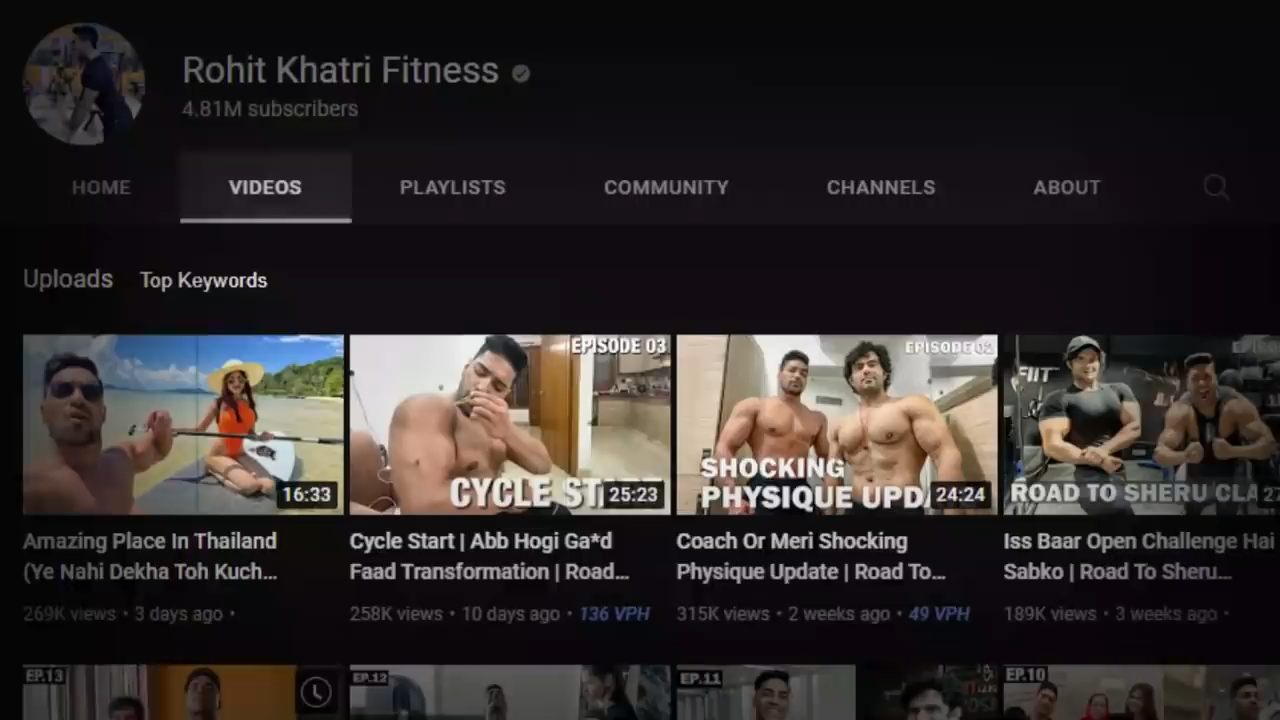 Rohit Khatri Fitness
4.81M subscribers
HOME VIDEOS PLAYLISTS COMMUNITY CHANNELS ABOUT
Uploads Top Keywords
EPISODE 03
EPISODE 02
FIT
16:33
CYCLE
25:23
SHOCKING
PHYSIQUE UPD
24:24
ROAD TO SHERU CLA
Amazing Place In Thailand
(Ye Nahi Dekha Toh Kuch...
Cycle Start | Abb Hogi Ga*d
Faad Transformation | Road...
Coach Or Meri Shocking
Physique Update | Road To...
Iss Baar Open Challenge Hai
Sabko | Road To Sheru...
269K views • 3 days ago •
258K views • 10 days ago • 136 VPH
315K views • 2 weeks ago • 49 VPH
189K views • 3 weeks ago •
EP.13
EP.12
EP.11
EP.10